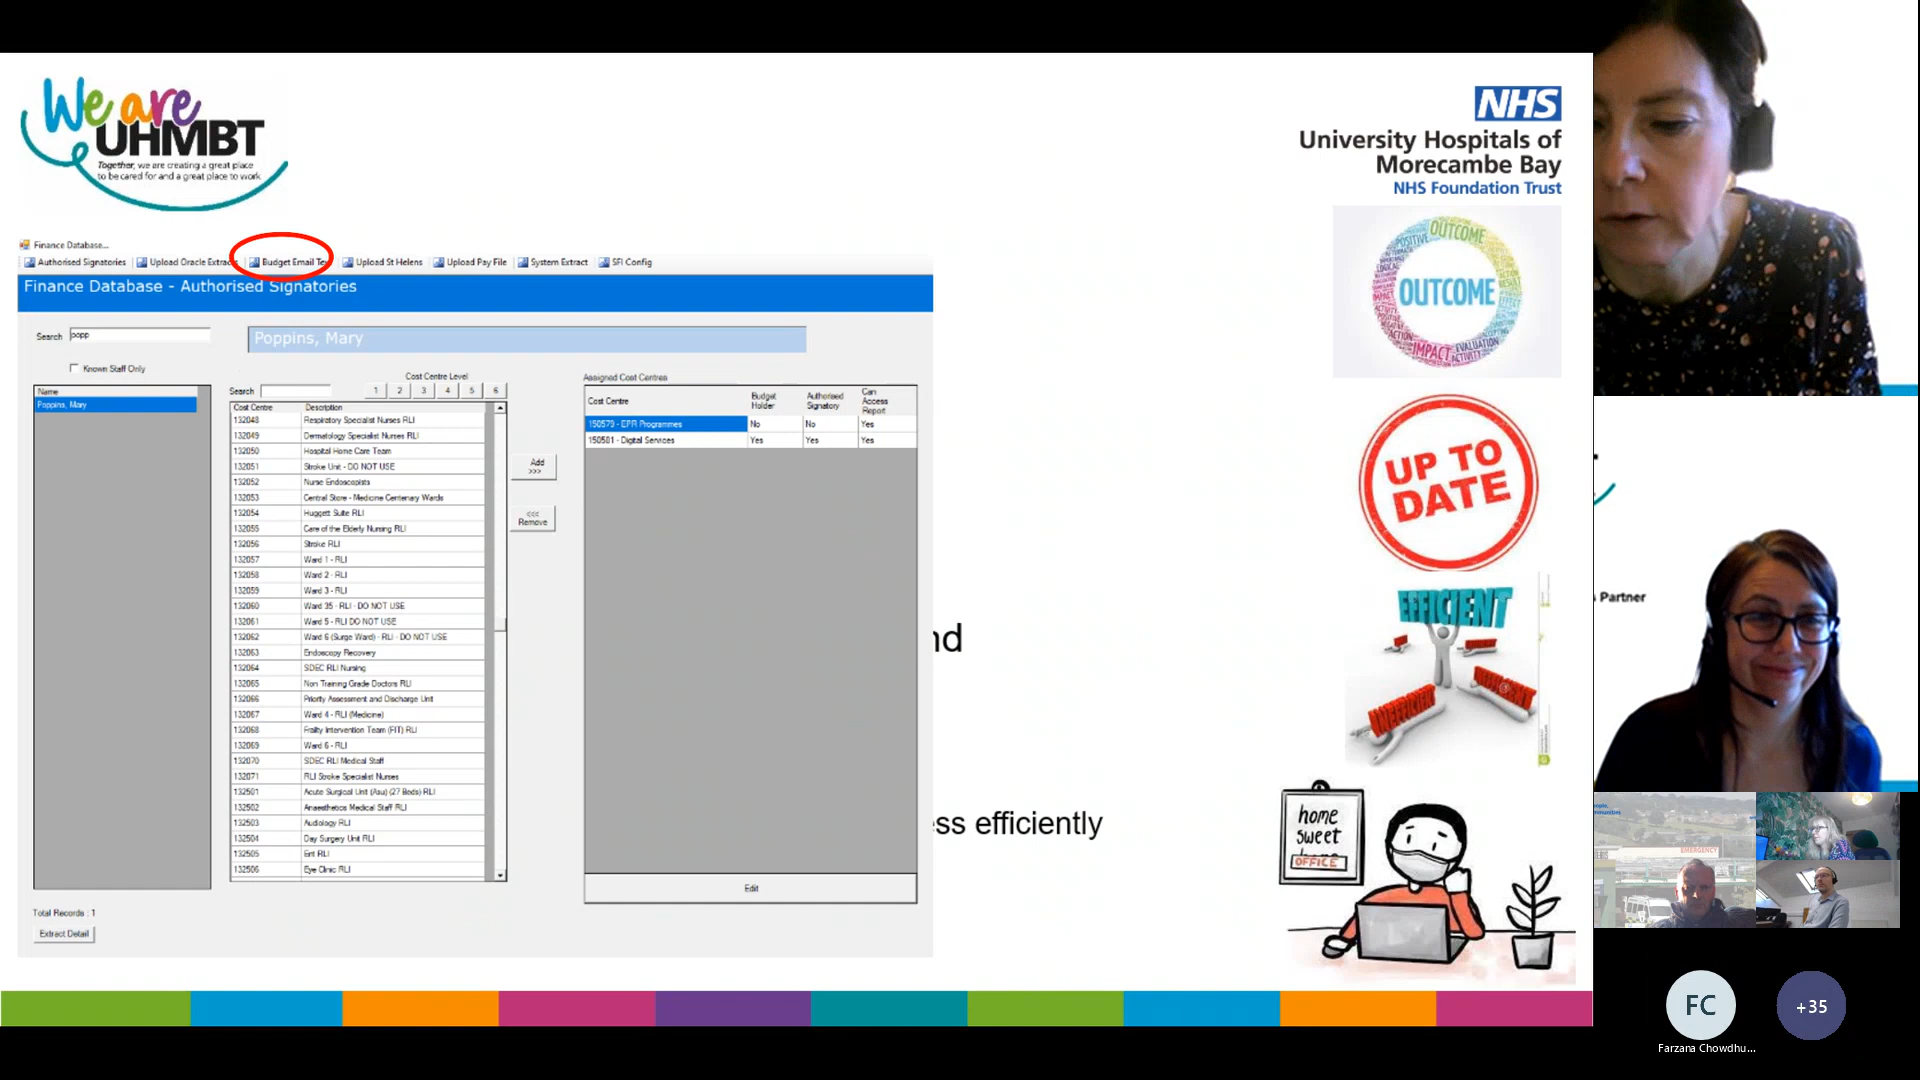 We are
UHMBT
Together, we are creating a great place
to be cared for and a great place to work
NHS
University Hospitals of
Morecambe Bay
NHS Foundation Trust
Finance Database...
Authorised Signatories Upload Oracle Extract Budget Email Te Upload St Helens Upload Pay File System Extract SFI Config
Finance Database - Authorised Signatories
Search popp
Poppins, Mary
Known Staff Only
Name
Poppins, Mary
Cost Centre Level
Search 1 2 3 4 5 6
Cost Centre Description
132048 Respiratory Specialist Nurses RLI
132049 Dermatology Specialist Nurses RLI
132050 Hospital Home Care Team
132051 Stroke Unit - DO NOT USE
132052 Nurse Endoscopists
132053 Central Store - Medicine Centenary Wards
132054 Huggett Suite RLI
132055 Care of the Elderly Nursing RLI
132056 Stroke RLI
132057 Ward 1 - RLI
132058 Ward 2 - RLI
132059 Ward 3 - RLI
132060 Ward 35 - RLI - DO NOT USE
132061 Ward 5 - RLI DO NOT USE
132062 Ward 6 (Surge Ward) - RLI - DO NOT USE
132063 Endoscopy Recovery
132064 SDEC RLI Nursing
132065 Non Training Grade Doctors RLI
132066 Priority Assessment and Discharge Unit
132067 Ward 4 - RLI (Medicine)
132068 Frailty Intervention Team (FIT) RLI
132069 Ward 6 - RLI
132070 SDEC RLI Medical Staff
132071 RLI Stroke Specialist Nurses
132501 Acute Surgical Unit (Asu) (27 Beds) RLI
132502 Anaesthetics Medical Staff RLI
132503 Audiology RLI
132504 Day Surgery Unit RLI
132505 Ent RLI
132506 Eye Clinic RLI
Add
>>>
<<<
Remove
Assigned Cost Centres
Cost Centre Budget Holder Authorised Signatory Can Access Report
150579 - EPR Programmes No No Yes
150581 - Digital Services Yes Yes Yes
Edit
Total Records : 1
Extract Detail
nd
ess efficiently
OUTCOME
POSITIVE
OUTCOME
IMPACT
EVALUATION
ACTIVITY
ACTION
UP TO
DATE
EFFICIENT
INEFFICIENT
home
sweet
OFFICE
s Partner
EMERGENCY
FC
+35
Farzana Chowdhu...